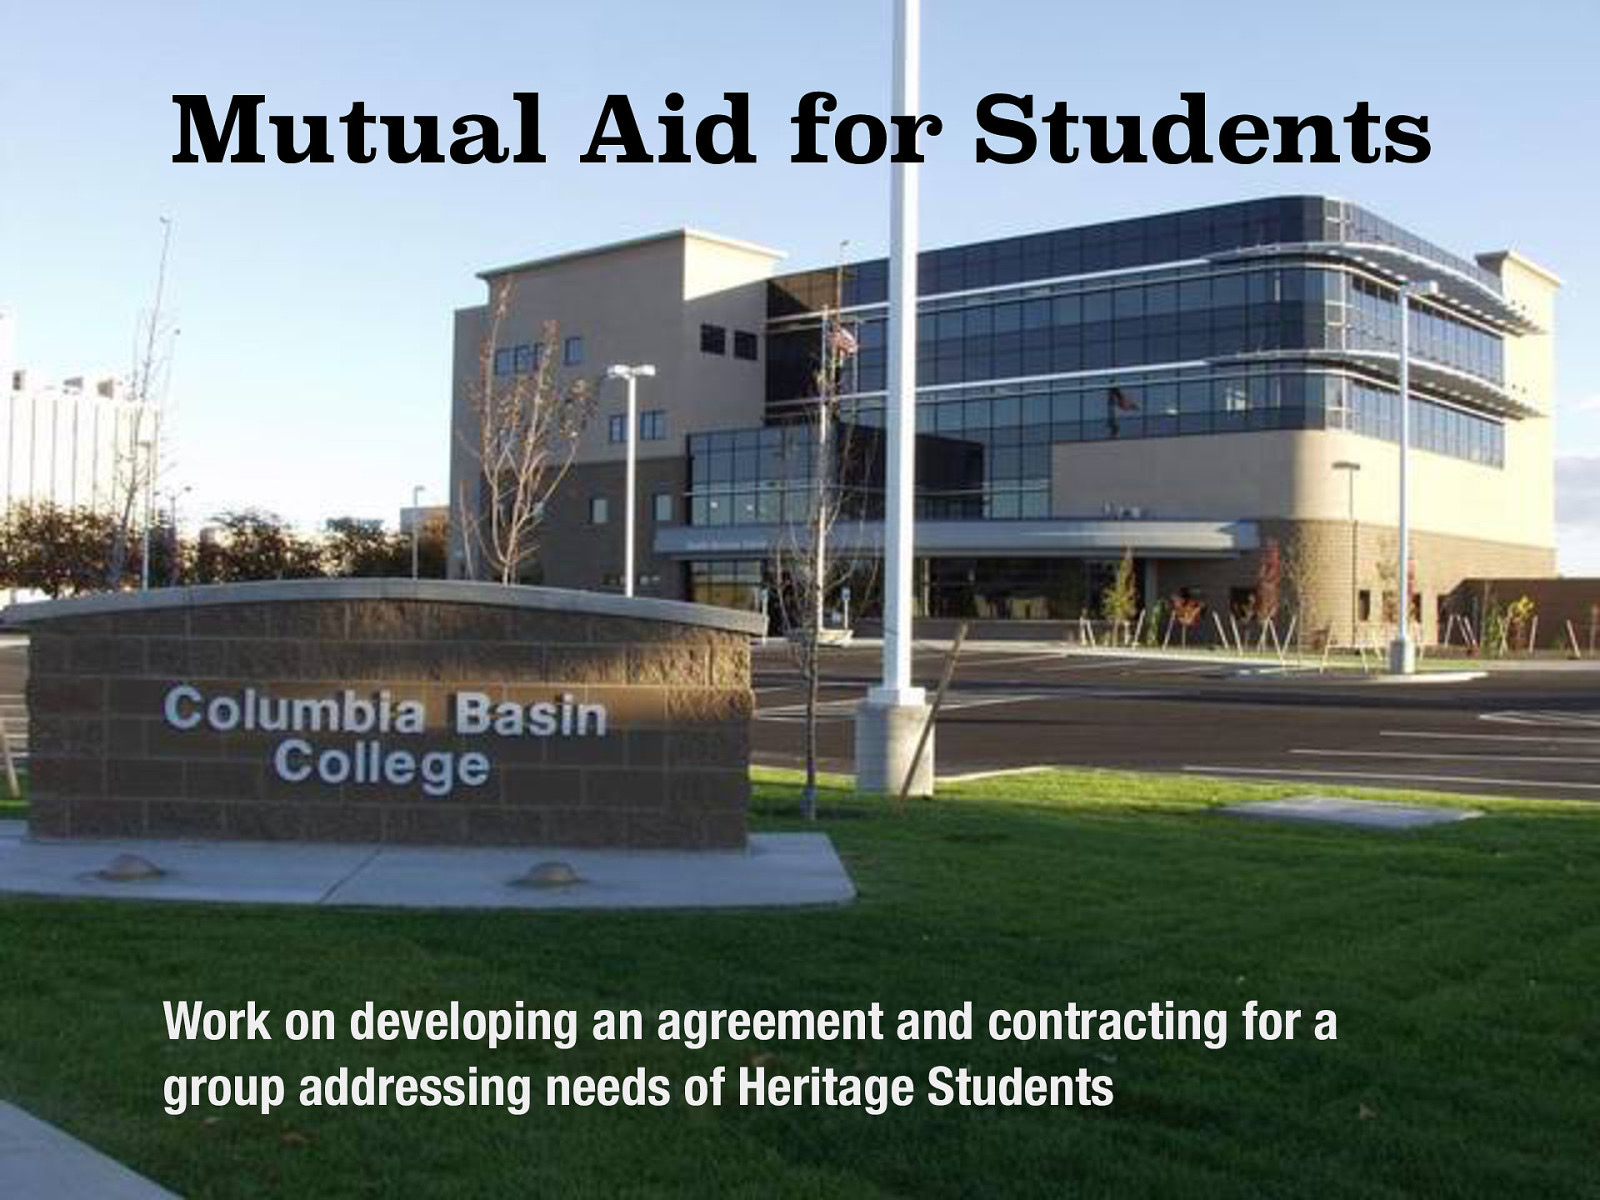 Mutual Aid for Students
Columbia Basin
College
Work on developing an agreement and contracting for a
group addressing needs of Heritage Students